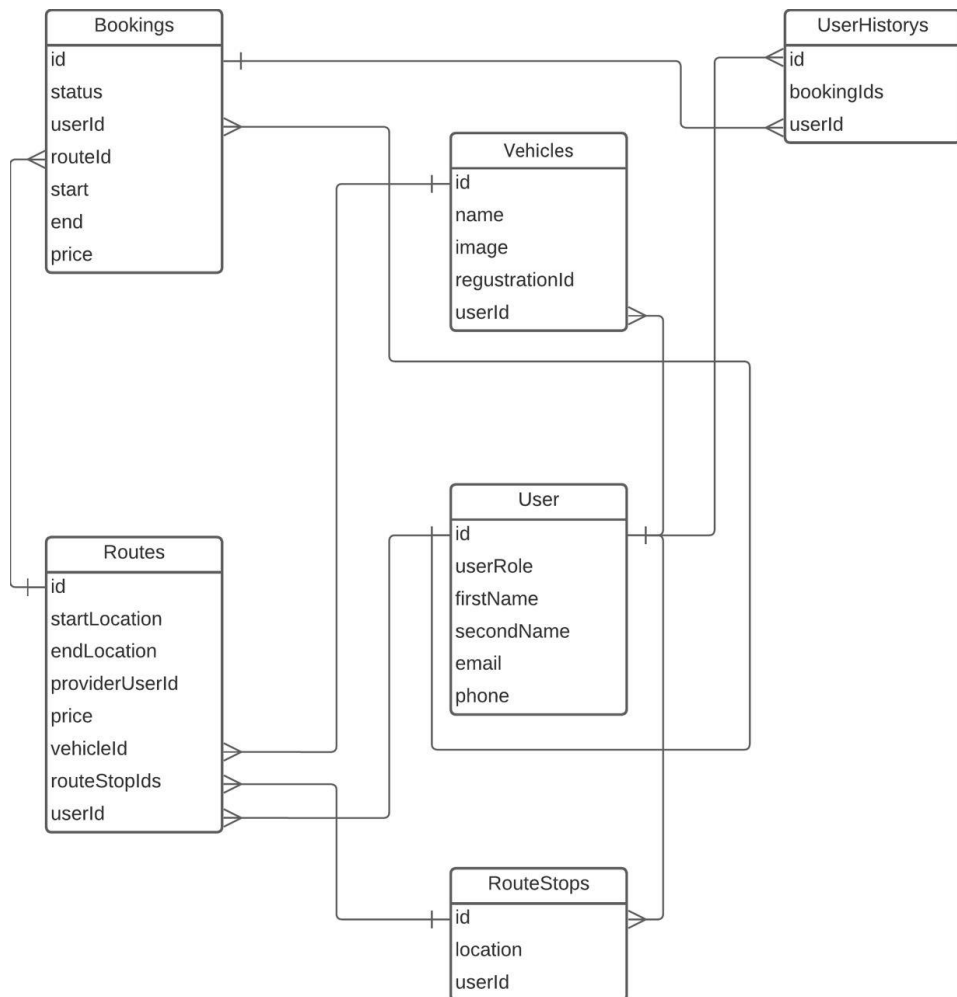 Bookings
id
status
userId
routeId
start
end
price
UserHistorys
id
bookingIds
userId
Vehicles
id
name
image
regustrationId
userId
User
id
userRole
firstName
secondName
email
phone
Routes
id
startLocation
endLocation
providerUserId
price
vehicleId
routeStopIds
userId
RouteStops
id
location
userId